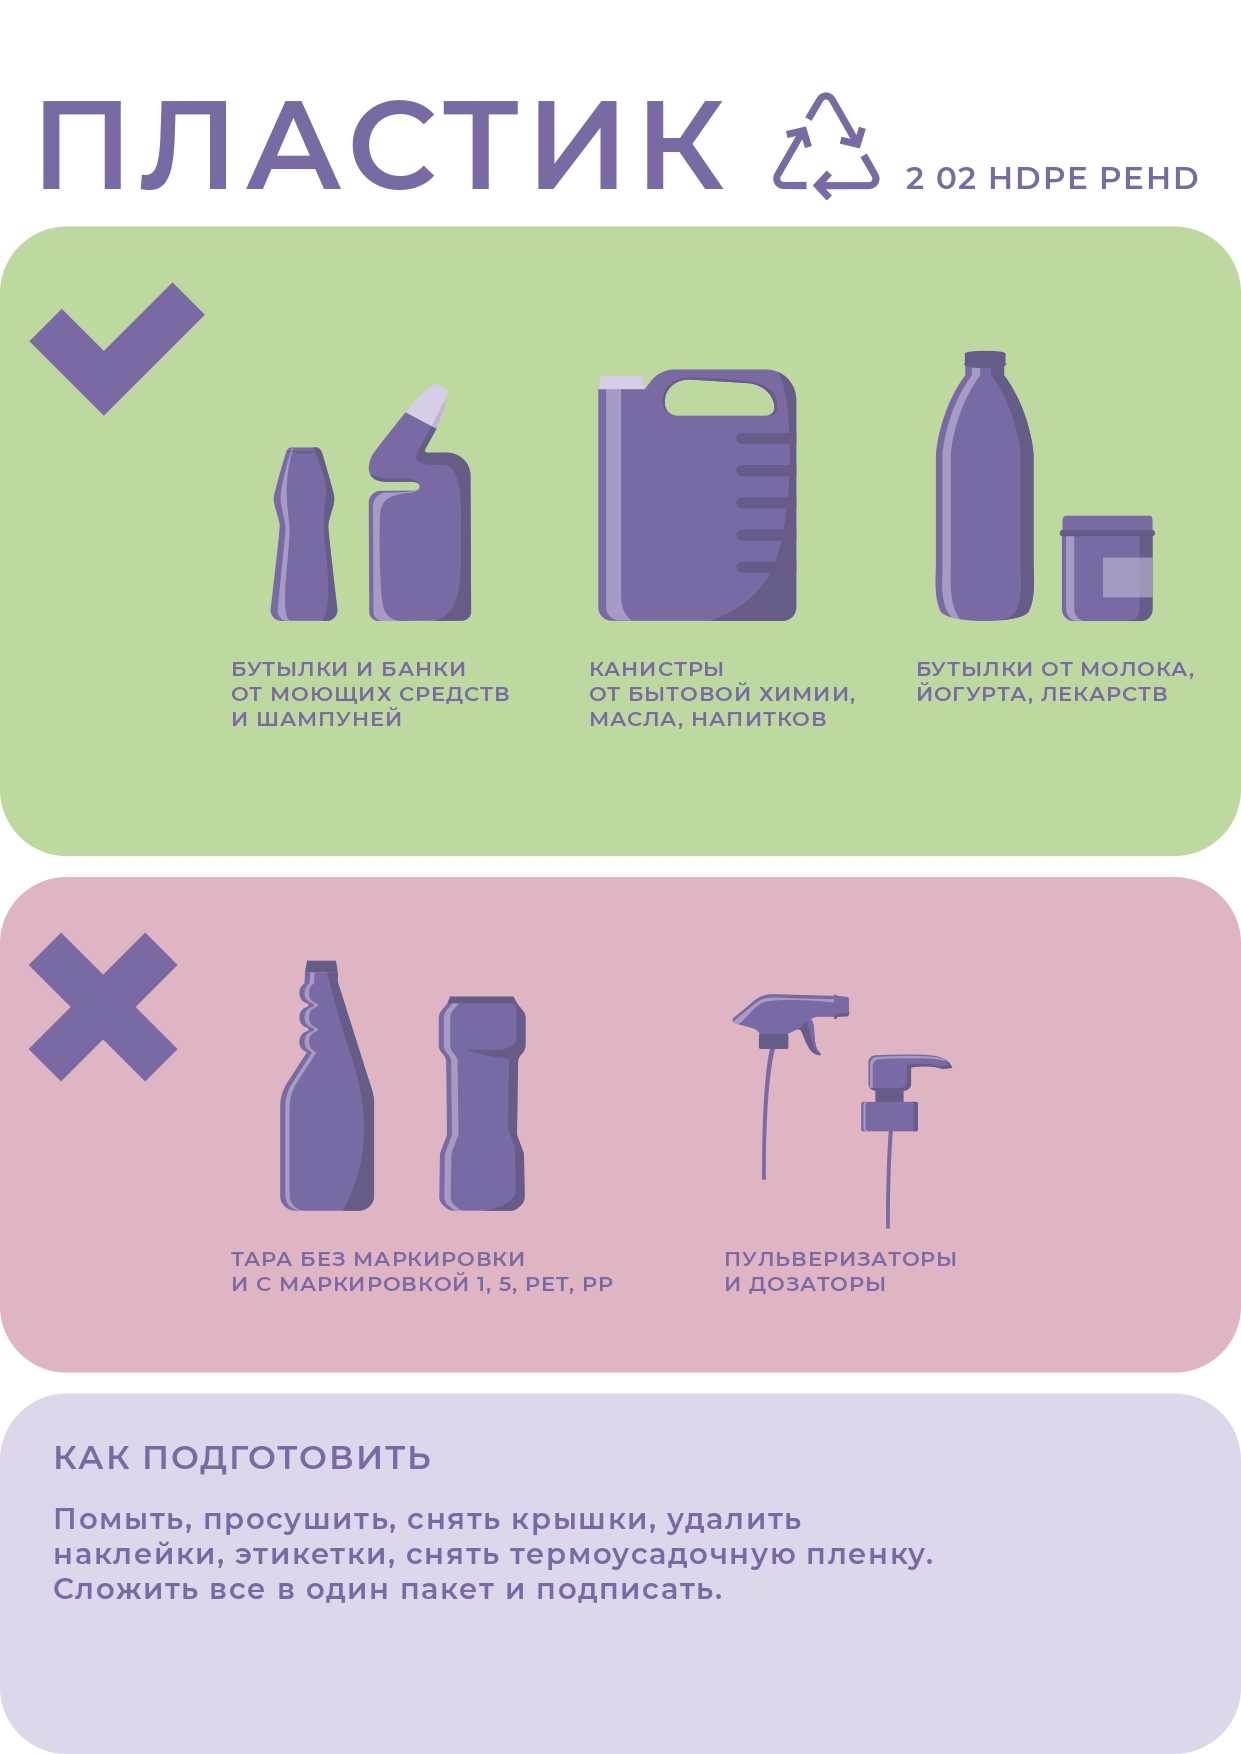 ПЛАСТИК
2 02 HDPE PEHD
БУТЫЛКИ И БАНКИ
ОТ МОЮЩИХ СРЕДСТВ
И ШАМПУНЕЙ
КАНИСТРЫ
ОТ БЫТОВОЙ ХИМИИ,
МАСЛА, НАПИТКОВ
БУТЫЛКИ ОТ МОЛОКА,
ЙОГУРТА, ЛЕКАРСТВ
ТАРА БЕЗ МАРКИРОВКИ
И С МАРКИРОВКОЙ 1, 5, PET, PP
ПУЛЬВЕРИЗАТОРЫ
И ДОЗАТОРЫ
КАК ПОДГОТОВИТЬ
Помыть, просушить, снять крышки, удалить
наклейки, этикетки, снять термоусадочную пленку.
Сложить все в один пакет и подписать.